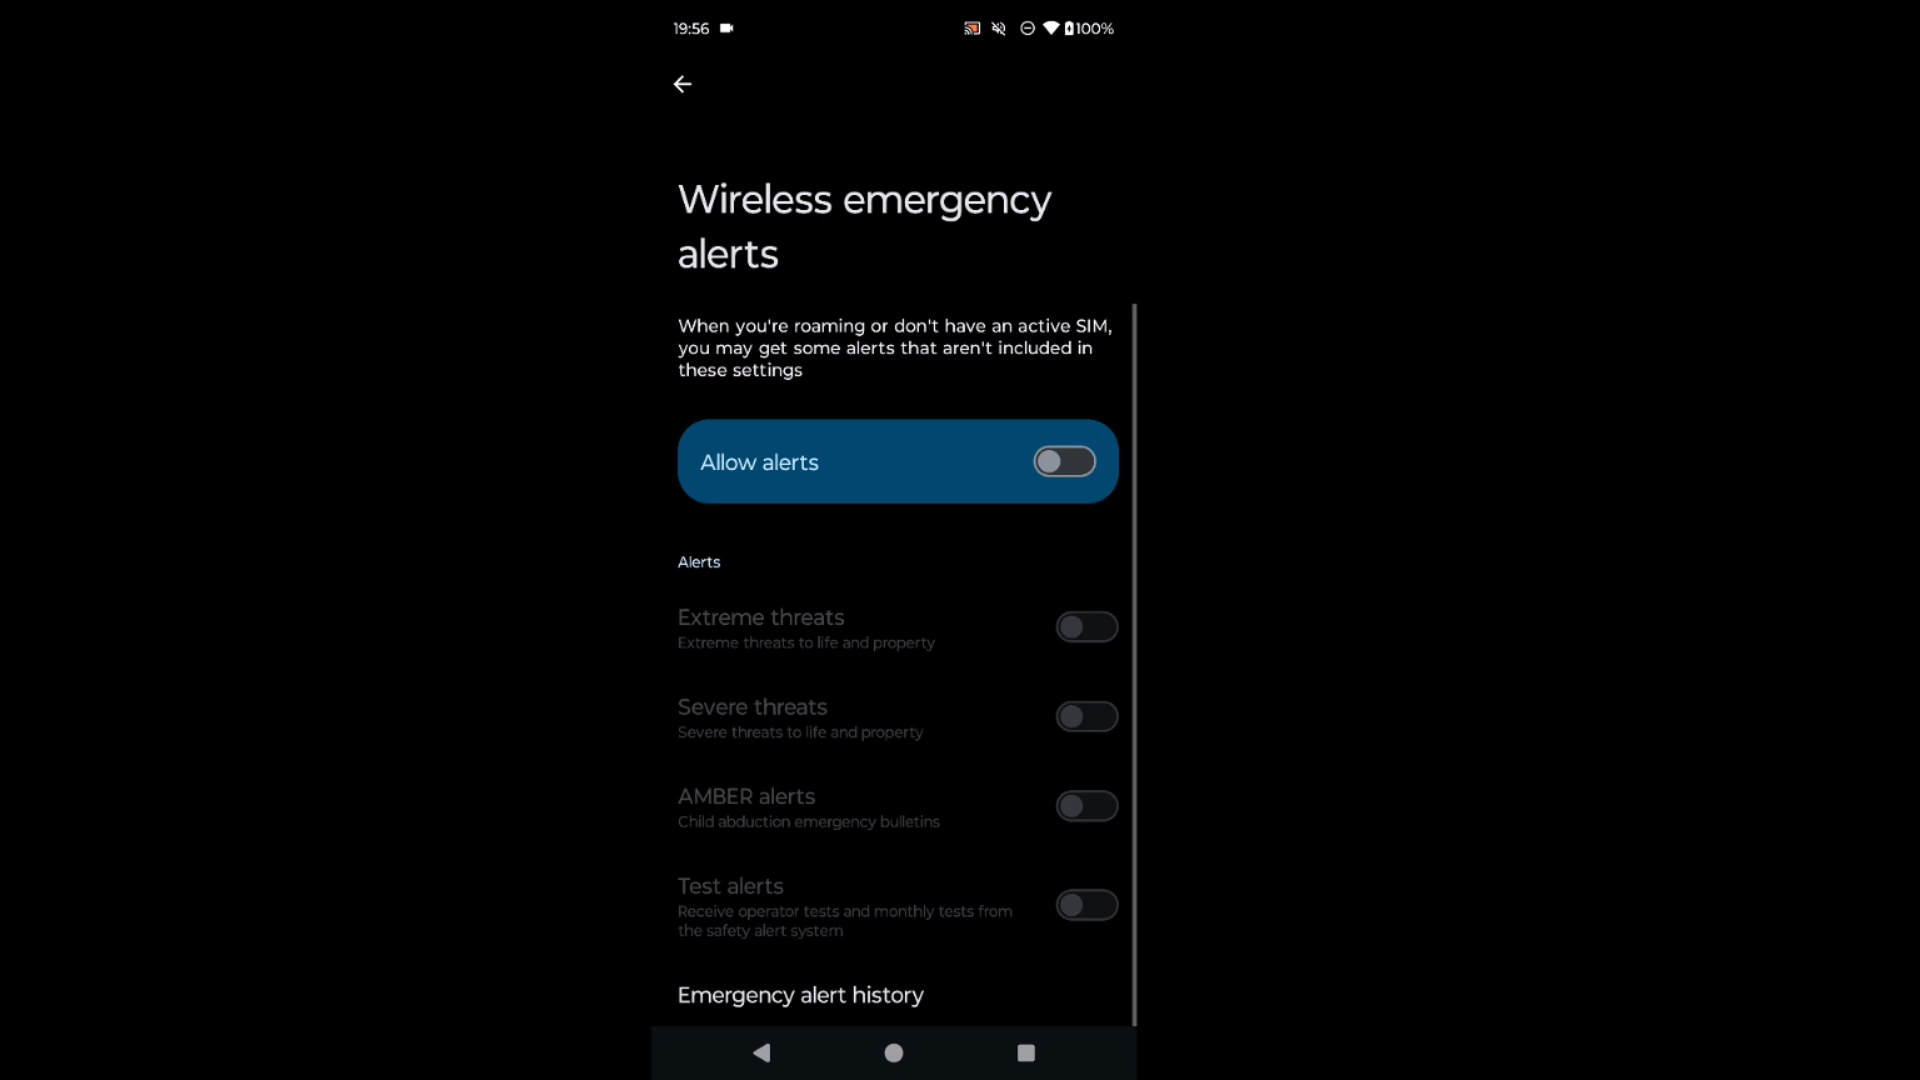 19:56 100%
Wireless emergency
alerts
When you're roaming or don't have an active SIM,
you may get some alerts that aren't included in
these settings
Allow alerts
Alerts
Extreme threats
Extreme threats to life and property
Severe threats
Severe threats to life and property
AMBER alerts
Child abduction emergency bulletins
Test alerts
Receive operator tests and monthly tests from
the safety alert system
Emergency alert history